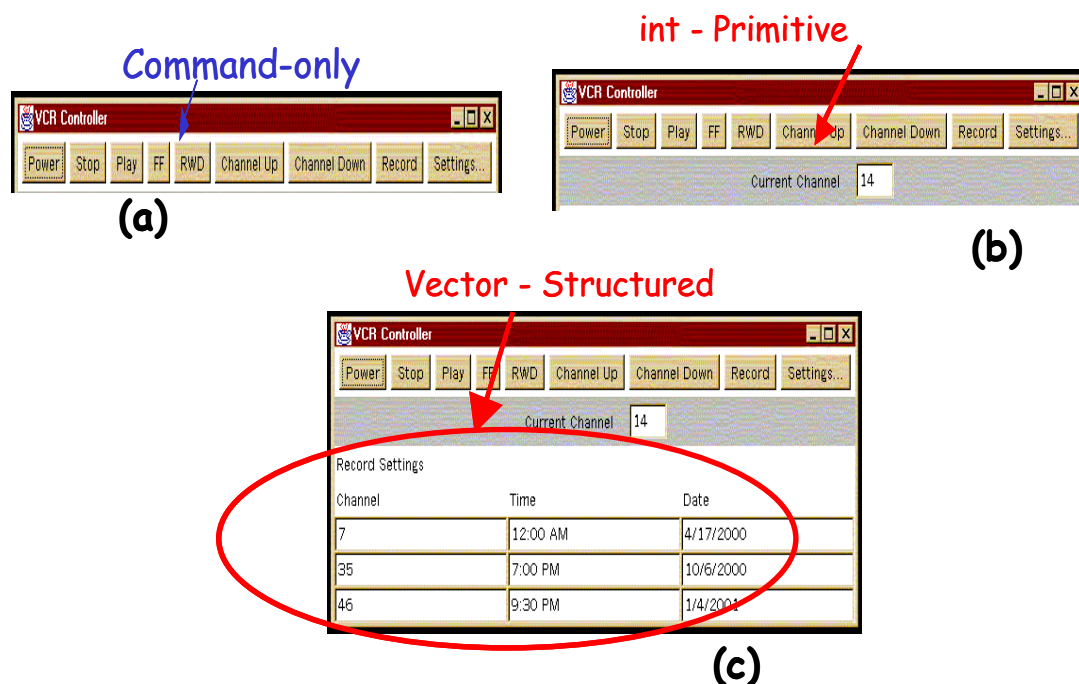 Command-only
VCR Controller
Power Stop Play FF RWD Channel Up Channel Down Record Settings...
(a)
int - Primitive
VCR Controller
Power Stop Play FF RWD Channel Up Channel Down Record Settings...
Current Channel 14
(b)
Vector - Structured
VCR Controller
Power Stop Play FF RWD Channel Up Channel Down Record Settings...
Current Channel 14
Record Settings
Channel Time Date
7 12:00 AM 4/17/2000
35 7:00 PM 10/6/2000
46 9:30 PM 1/4/2001
(c)